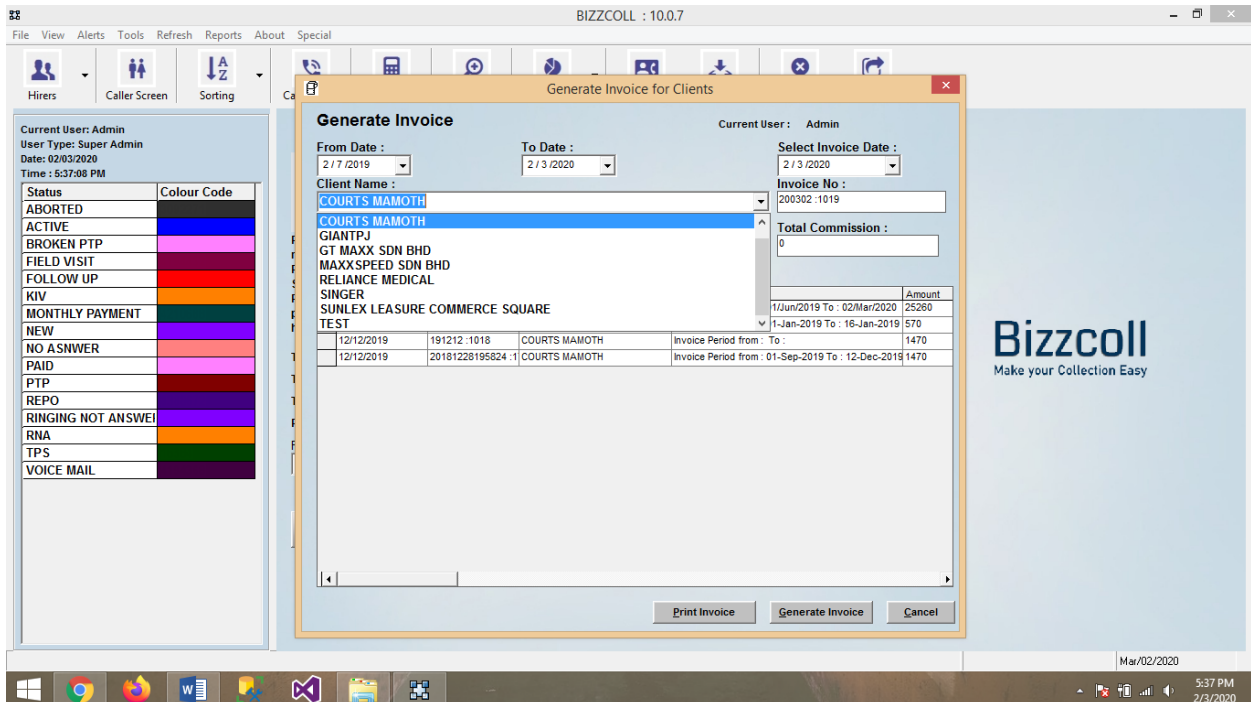 BIZZCOLL : 10.0.7
File View Alerts Tools Refresh Reports About Special
Hirers Caller Screen Sorting
Generate Invoice for Clients
Current User: Admin
User Type: Super Admin
Date: 02/03/2020
Time : 5:37:08 PM
Status Colour Code
ABORTED
ACTIVE
BROKEN PTP
FIELD VISIT
FOLLOW UP
KIV
MONTHLY PAYMENT
NEW
NO ASNWER
PAID
PTP
REPO
RINGING NOT ANSWEI
RNA
TPS
VOICE MAIL
Generate Invoice
Current User : Admin
From Date : To Date : Select Invoice Date :
2 / 7 /2019 2 / 3 /2020 2 / 3 /2020
Client Name : Invoice No :
COURTS MAMOTH 200302 :1019
COURTS MAMOTH
GIANTPJ
GT MAXX SDN BHD
MAXXSPEED SDN BHD
RELIANCE MEDICAL
SINGER
SUNLEX LEASURE COMMERCE SQUARE
TEST
Total Commission :
0
Amount
1/Jun/2019 To : 02/Mar/2020 25260
1-Jan-2019 To : 16-Jan-2019 570
12/12/2019 191212 :1018 COURTS MAMOTH Invoice Period from : To : 1470
12/12/2019 20181228195824 :1 COURTS MAMOTH Invoice Period from : 01-Sep-2019 To : 12-Dec-2019 1470
Print Invoice Generate Invoice Cancel
Bizzcoll
Make your Collection Easy
Mar/02/2020
5:37 PM
2/3/2020